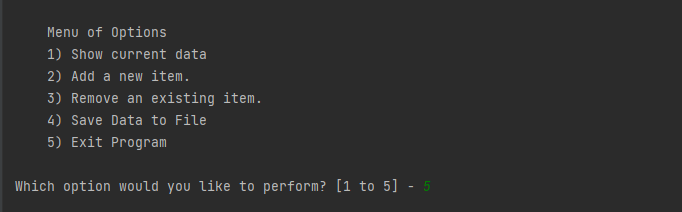 Menu of Options
1) Show current data
2) Add a new item.
3) Remove an existing item.
4) Save Data to File
5) Exit Program
Which option would you like to perform? [1 to 5] - 5